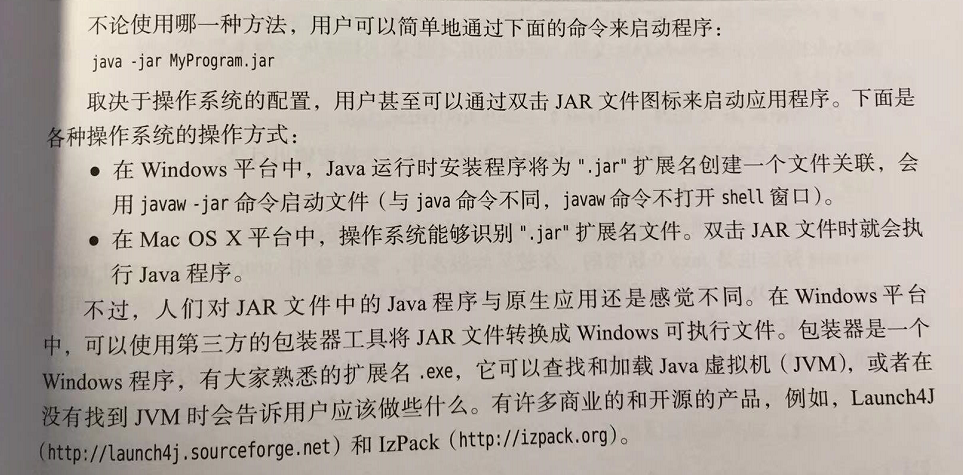 不论使用哪一种方法，用户可以简单地通过下面的命令来启动程序：
java -jar MyProgram.jar
取决于操作系统的配置，用户甚至可以通过双击 JAR 文件图标来启动应用程序。下面是
各种操作系统的操作方式：
● 在 Windows 平台中，Java 运行时安装程序将为 ".jar" 扩展名创建一个文件关联，会
用 javaw -jar 命令启动文件（与 java 命令不同，javaw 命令不打开 shell 窗口）。
● 在 Mac OS X 平台中，操作系统能够识别 ".jar" 扩展名文件。双击 JAR 文件时就会执
行 Java 程序。
不过，人们对 JAR 文件中的 Java 程序与原生应用还是感觉不同。在 Windows 平台
中，可以使用第三方的包装器工具将 JAR 文件转换成 Windows 可执行文件。包装器是一个
Windows 程序，有大家熟悉的扩展名 .exe，它可以查找和加载 Java 虚拟机（JVM），或者在
没有找到 JVM 时会告诉用户应该做些什么。有许多商业的和开源的产品，例如，Launch4J
（http://launch4j.sourceforge.net）和 IzPack（http://izpack.org）。